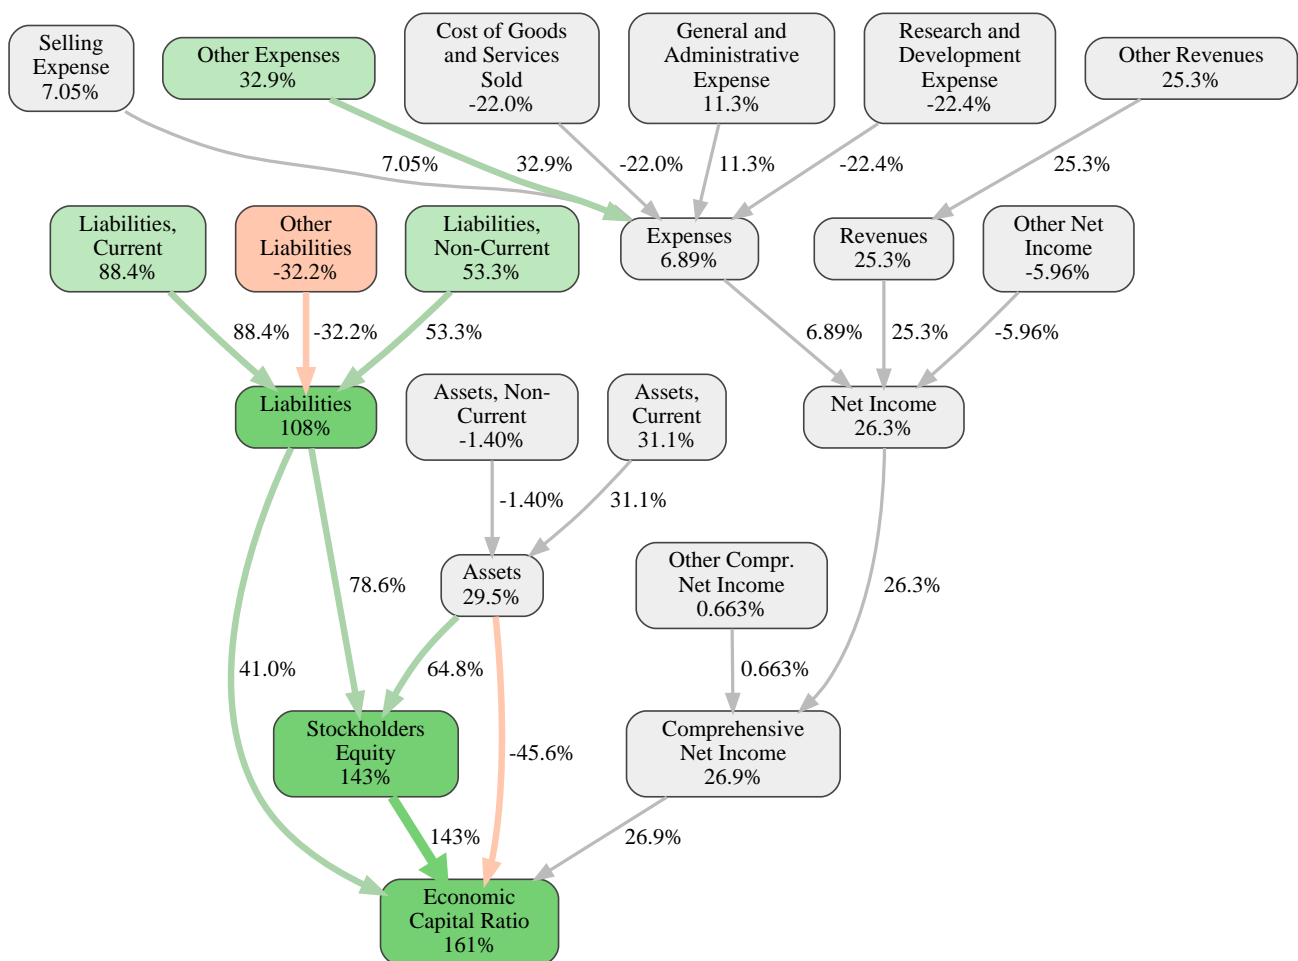 Selling
Expense
7.05%
Other Expenses
32.9%
Cost of Goods
and Services
Sold
-22.0%
General and
Administrative
Expense
11.3%
Research and
Development
Expense
-22.4%
Other Revenues
25.3%
7.05%
32.9%
-22.0%
11.3%
-22.4%
25.3%
Liabilities,
Current
88.4%
Other
Liabilities
-32.2%
Liabilities,
Non-Current
53.3%
Expenses
6.89%
Revenues
25.3%
Other Net
Income
-5.96%
88.4%
-32.2%
53.3%
6.89%
25.3%
-5.96%
Liabilities
108%
Assets, Non-
Current
-1.40%
Assets,
Current
31.1%
Net Income
26.3%
-1.40%
31.1%
Assets
29.5%
Other Compr.
Net Income
0.663%
78.6%
26.3%
41.0%
64.8%
0.663%
Stockholders
Equity
143%
-45.6%
Comprehensive
Net Income
26.9%
143%
26.9%
Economic
Capital Ratio
161%